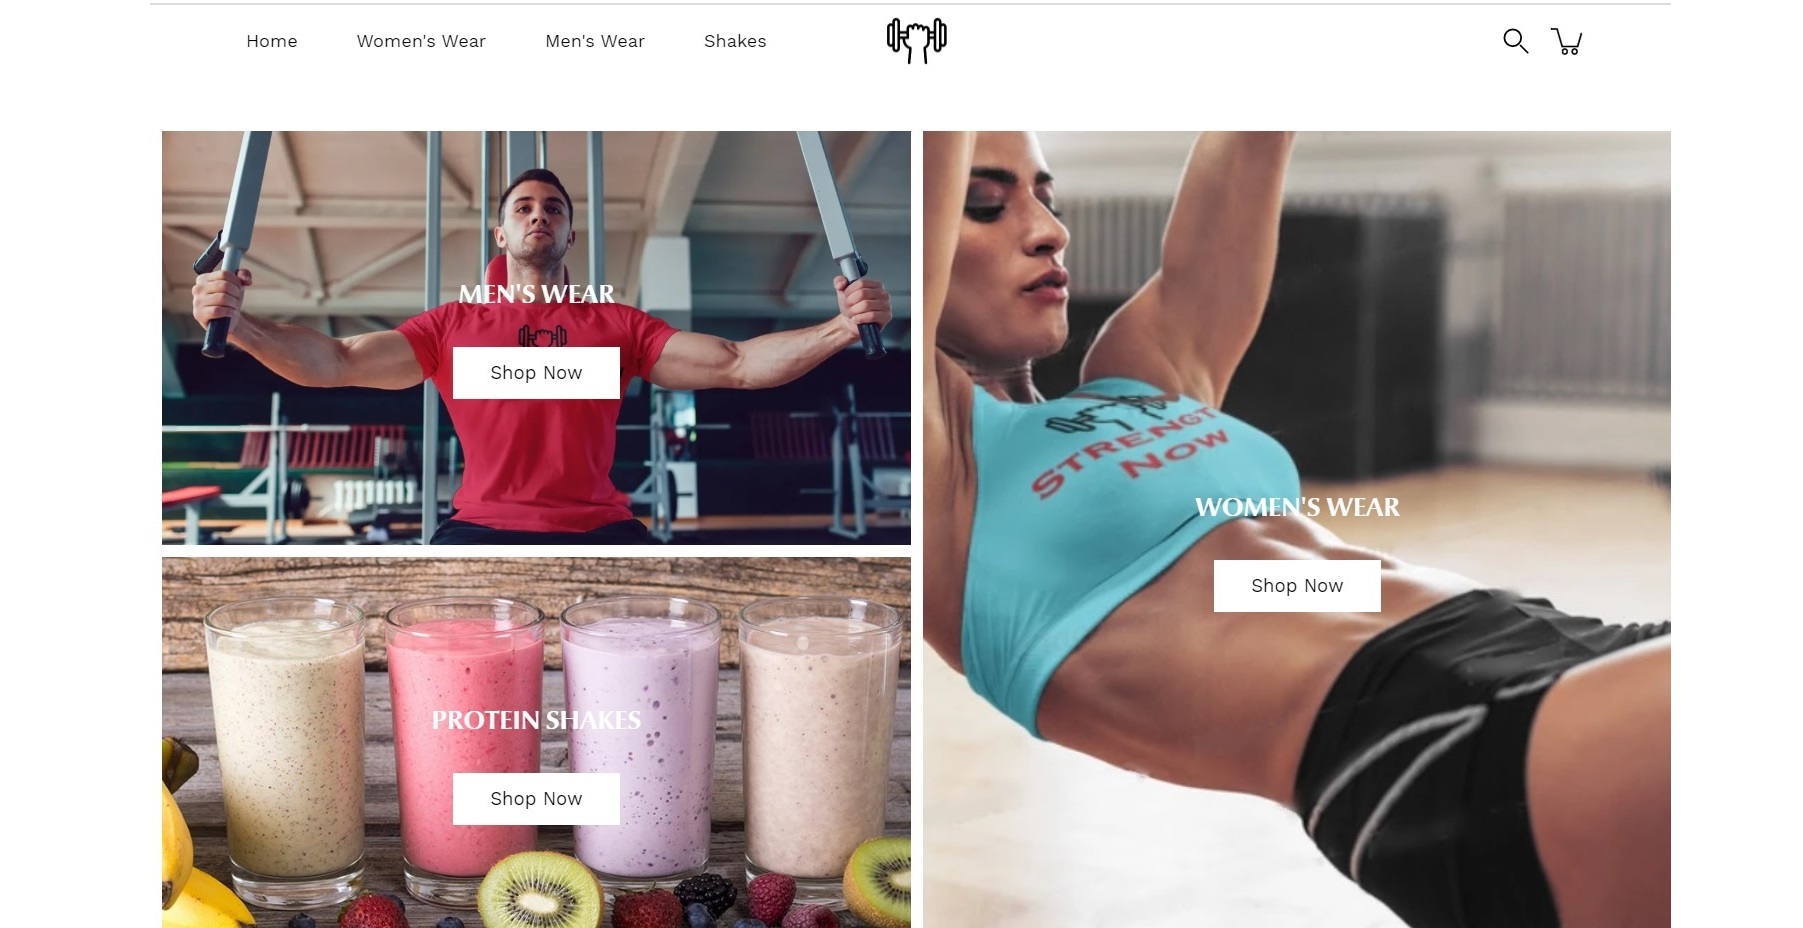 Home
Women's Wear
Men's Wear
Shakes
MEN'S WEAR
Shop Now
STRENGT
NOW
WOMEN'S WEAR
Shop Now
PROTEIN SHAKES
Shop Now